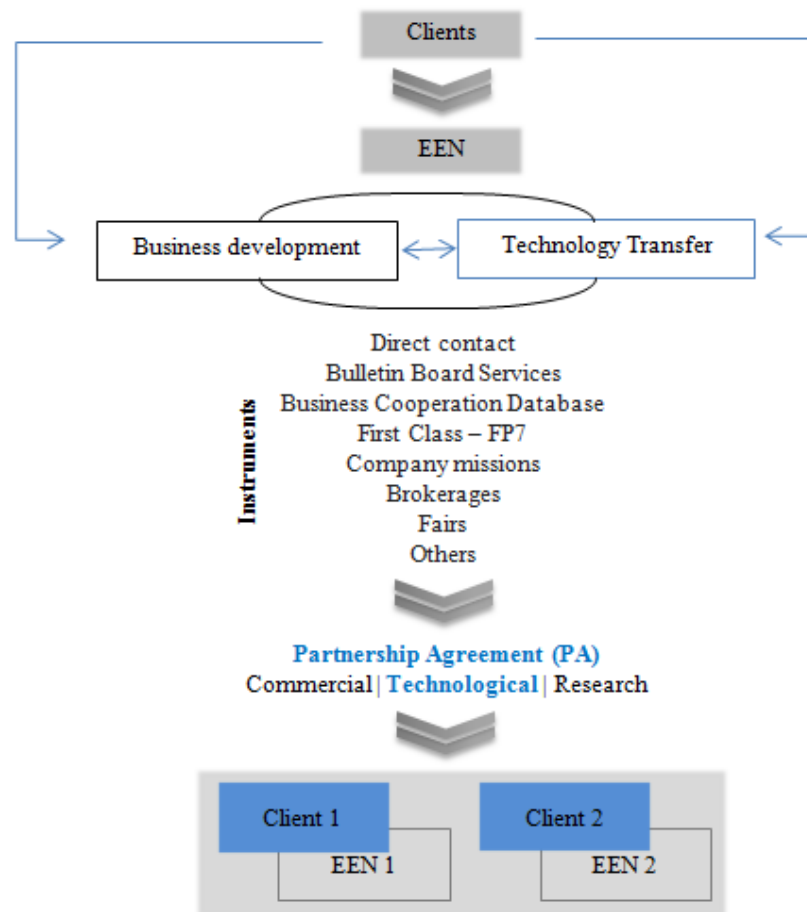 Clients
EEN
Business development
Technology Transfer
Direct contact
Bulletin Board Services
Business Cooperation Database
First Class – FP7
Company missions
Brokerages
Fairs
Others
Instruments
Partnership Agreement (PA)
Commercial | Technological | Research
Client 1
Client 2
EEN 1
EEN 2